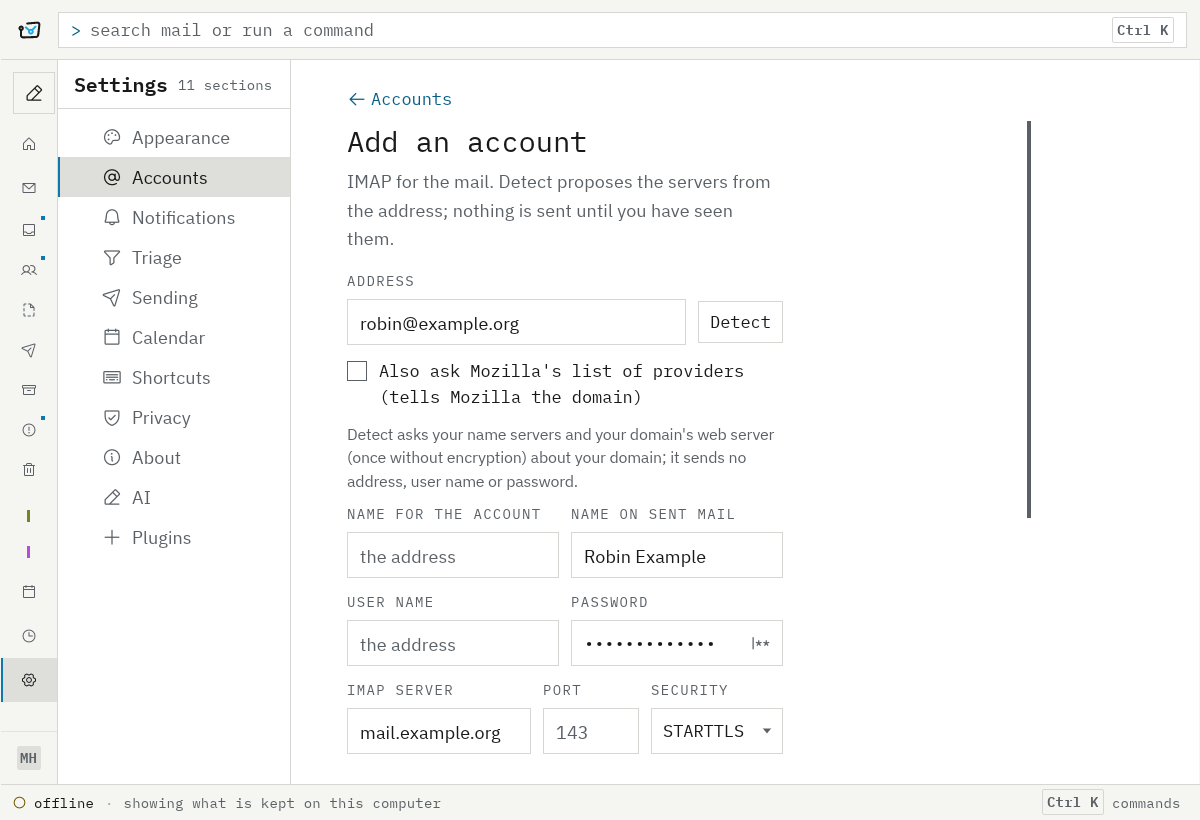 > search mail or run a command
Ctrl K
Settings 11 sections
Appearance
Accounts
Notifications
Triage
Sending
Calendar
Shortcuts
Privacy
About
AI
Plugins
MH
← Accounts
Add an account
IMAP for the mail. Detect proposes the servers from
the address; nothing is sent until you have seen
them.
ADDRESS
robin@example.org
Detect
Also ask Mozilla's list of providers
(tells Mozilla the domain)
Detect asks your name servers and your domain's web server
(once without encryption) about your domain; it sends no
address, user name or password.
NAME FOR THE ACCOUNT NAME ON SENT MAIL
the address Robin Example
USER NAME PASSWORD
the address ••••••••••••• |**
IMAP SERVER PORT SECURITY
mail.example.org 143 STARTTLS
offline · showing what is kept on this computer
Ctrl K commands